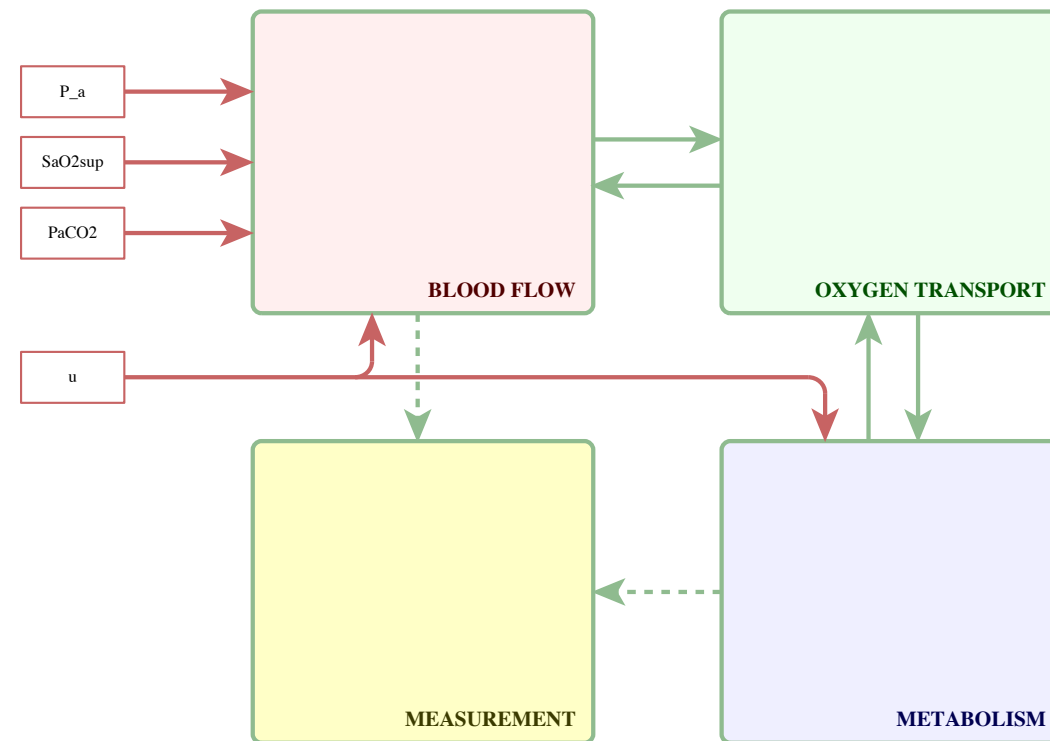 P_a
SaO2sup
PaCO2
BLOOD FLOW
OXYGEN TRANSPORT
u
MEASUREMENT
METABOLISM